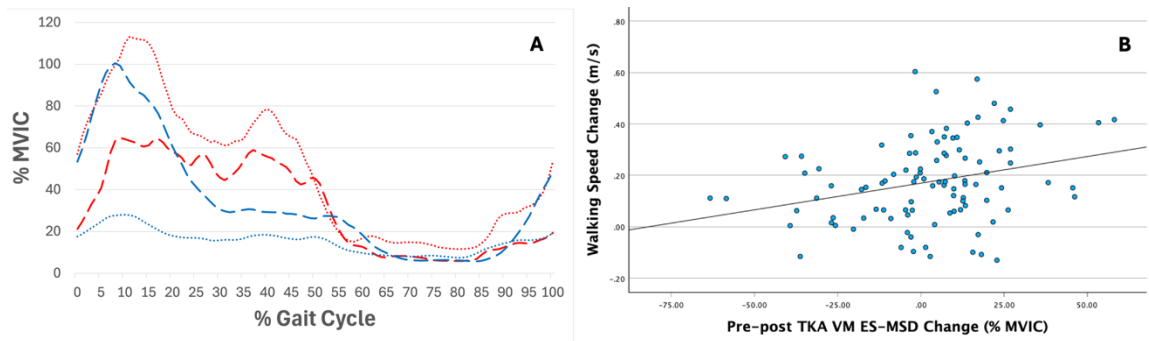 A
% MVIC
120
100
80
60
40
20
0
0 5 10 15 20 25 30 35 40 45 50 55 60 65 70 75 80 85 90 95 100
% Gait Cycle
B
Walking Speed Change (m/s)
.80
.60
.40
.20
.00
-.20
-75.00 -50.00 -25.00 .00 25.00 50.00
Pre-post TKA VM ES-MSD Change (% MVIC)